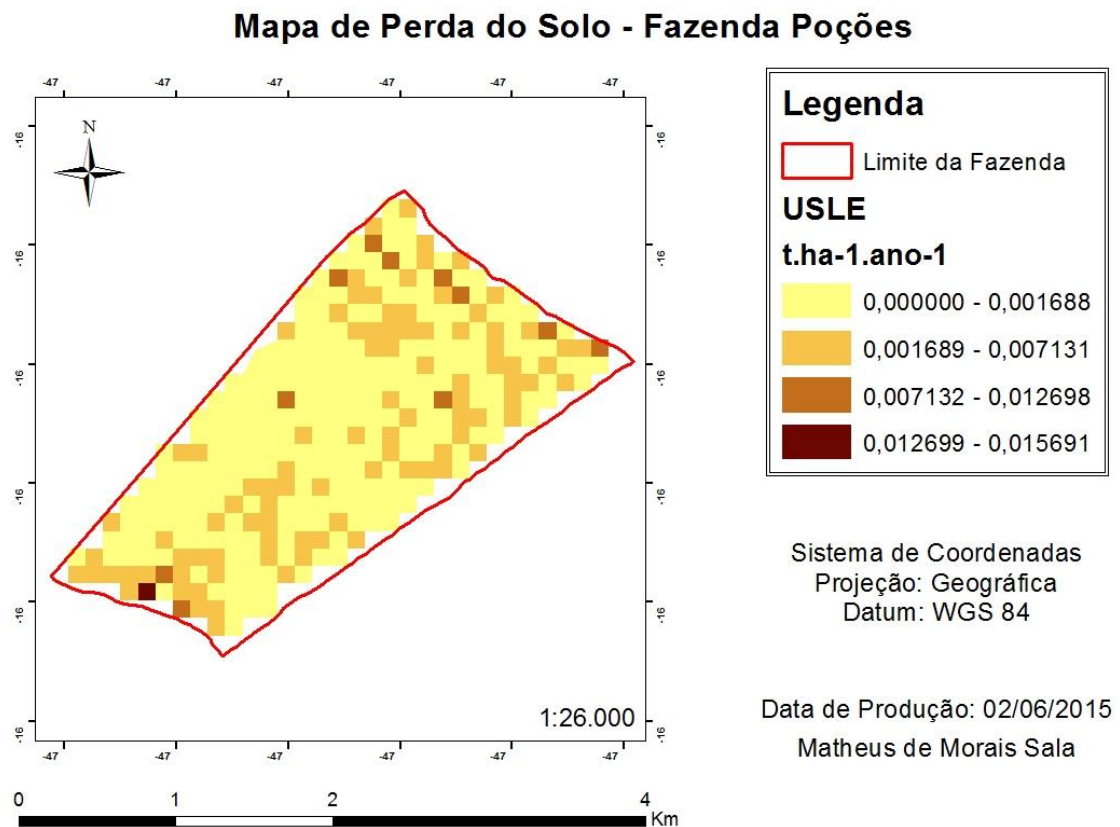 Mapa de Perda do Solo - Fazenda Poções
-47 -47 -47 -47 -47 -47
-16
-16
-16
-16
-16
-16
N
-16
-16
-16
-16
-16
-16
1:26.000
-47 -47 -47 -47 -47 -47
0 1 2 4
Km
Legenda
Limite da Fazenda
USLE
t.ha-1.ano-1
0,000000 - 0,001688
0,001689 - 0,007131
0,007132 - 0,012698
0,012699 - 0,015691
Sistema de Coordenadas
Projeção: Geográfica
Datum: WGS 84
Data de Produção: 02/06/2015
Matheus de Morais Sala